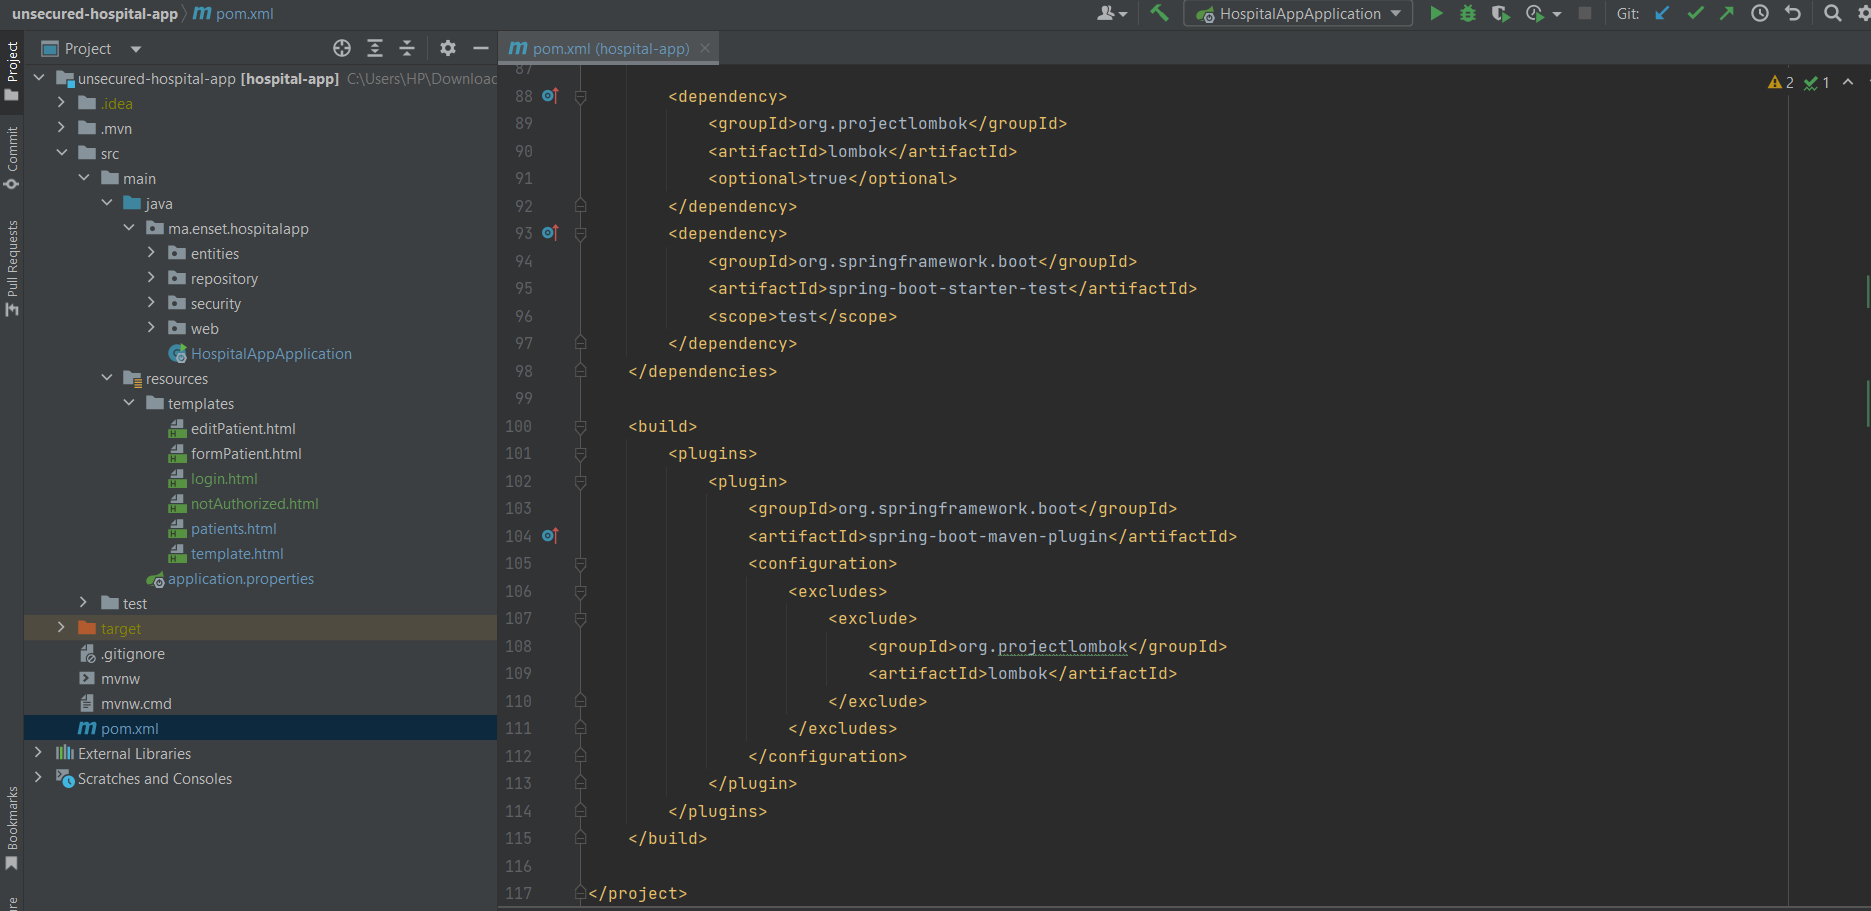 unsecured-hospital-app pom.xml
HospitalAppApplication
Git:
Project
pom.xml (hospital-app)
Project
Commit
Pull Requests
Bookmarks
unsecured-hospital-app [hospital-app] C:\Users\HP\Downloac
.idea
.mvn
src
main
java
ma.enset.hospitalapp
entities
repository
security
web
HospitalAppApplication
resources
templates
editPatient.html
formPatient.html
login.html
notAuthorized.html
patients.html
template.html
application.properties
test
target
.gitignore
mvnw
mvnw.cmd
pom.xml
External Libraries
Scratches and Consoles
2 1
87
88 <dependency>
89 <groupId>org.projectlombok</groupId>
90 <artifactId>lombok</artifactId>
91 <optional>true</optional>
92 </dependency>
93 <dependency>
94 <groupId>org.springframework.boot</groupId>
95 <artifactId>spring-boot-starter-test</artifactId>
96 <scope>test</scope>
97 </dependency>
98 </dependencies>
99
100 <build>
101 <plugins>
102 <plugin>
103 <groupId>org.springframework.boot</groupId>
104 <artifactId>spring-boot-maven-plugin</artifactId>
105 <configuration>
106 <excludes>
107 <exclude>
108 <groupId>org.projectlombok</groupId>
109 <artifactId>lombok</artifactId>
110 </exclude>
111 </excludes>
112 </configuration>
113 </plugin>
114 </plugins>
115 </build>
116
117 </project>